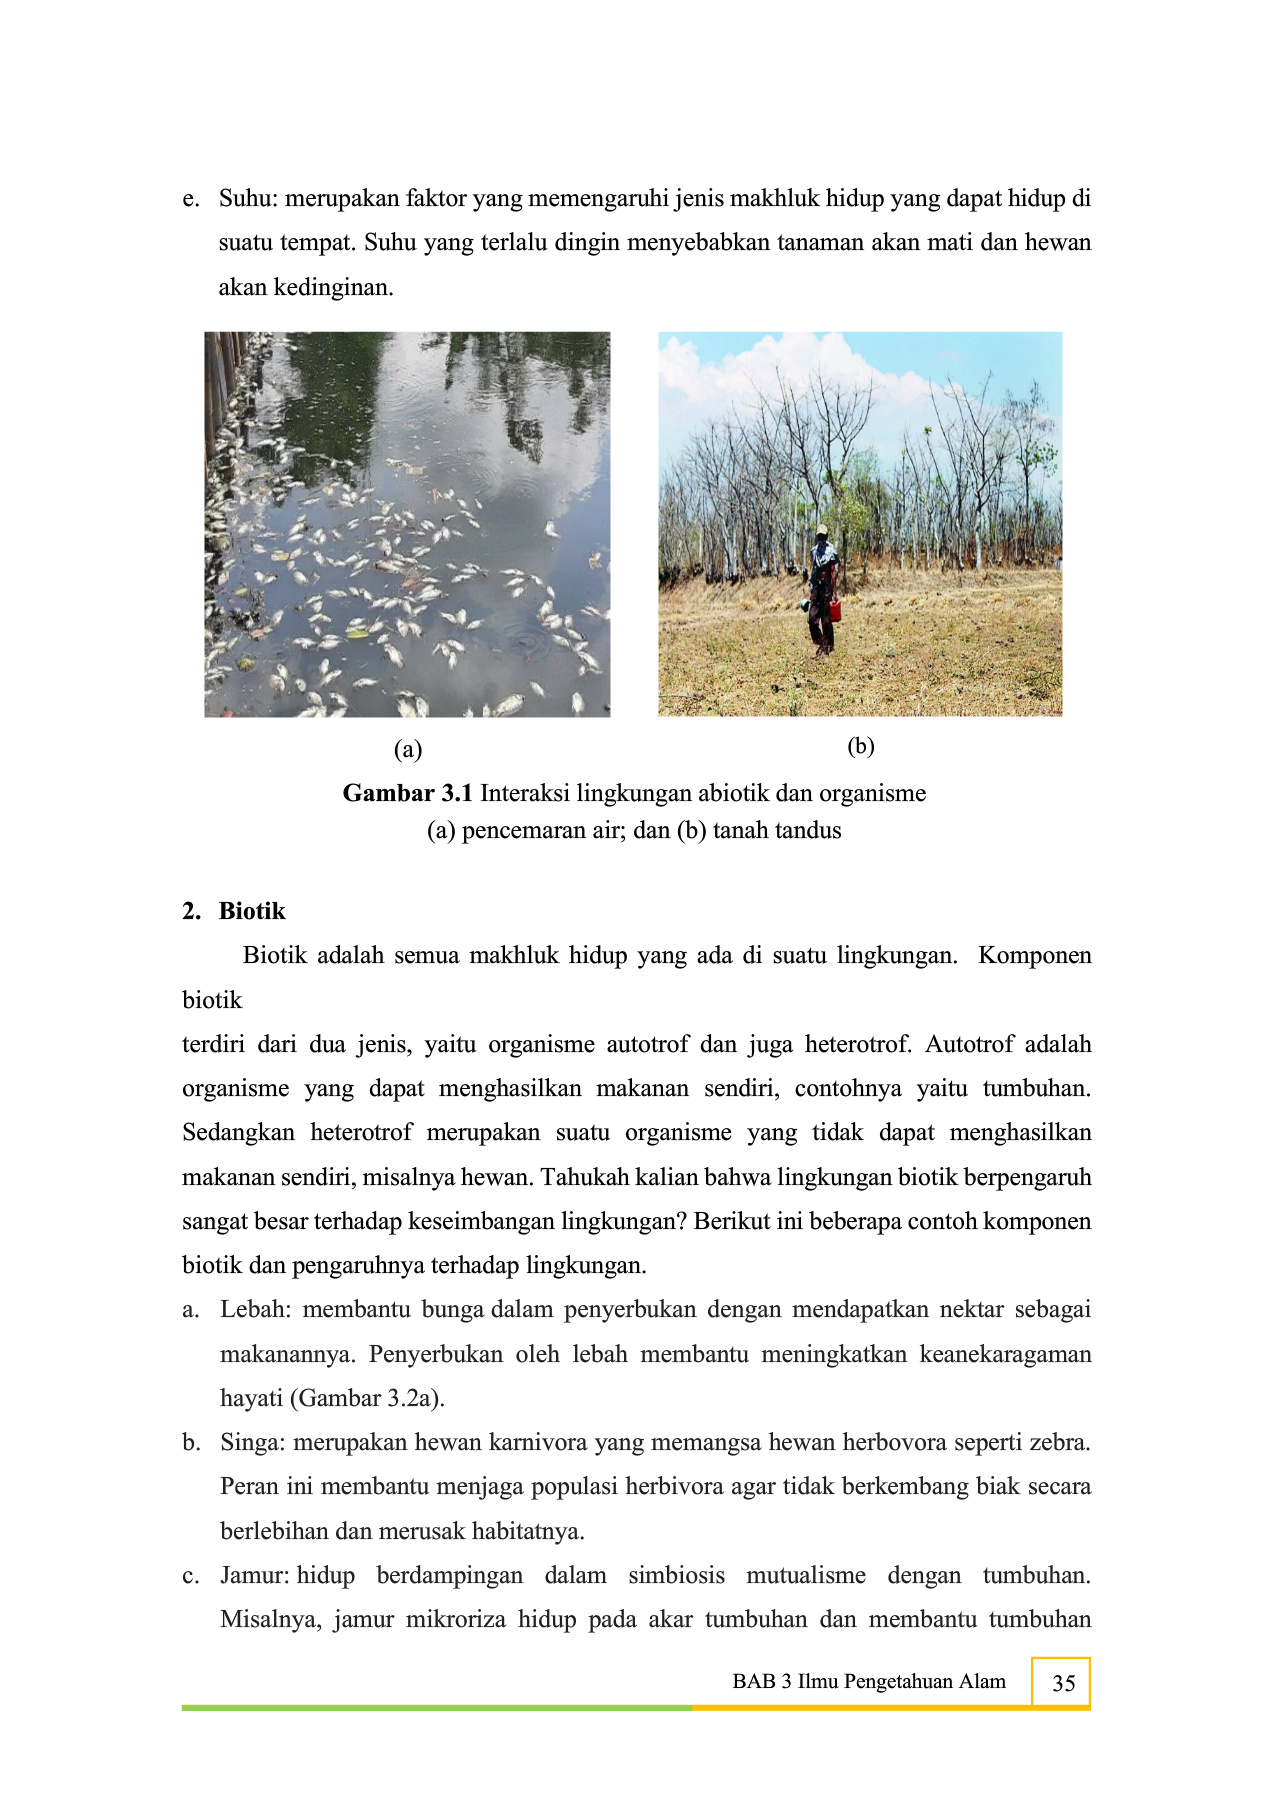 e. Suhu: merupakan faktor yang memengaruhi jenis makhluk hidup yang dapat hidup di
suatu tempat. Suhu yang terlalu dingin menyebabkan tanaman akan mati dan hewan
akan kedinginan.
(a)
(b)
Gambar 3.1 Interaksi lingkungan abiotik dan organisme
(a) pencemaran air; dan (b) tanah tandus
2. Biotik
Biotik adalah semua makhluk hidup yang ada di suatu lingkungan. Komponen
biotik
terdiri dari dua jenis, yaitu organisme autotrof dan juga heterotrof. Autotrof adalah
organisme yang dapat menghasilkan makanan sendiri, contohnya yaitu tumbuhan.
Sedangkan heterotrof merupakan suatu organisme yang tidak dapat menghasilkan
makanan sendiri, misalnya hewan. Tahukah kalian bahwa lingkungan biotik berpengaruh
sangat besar terhadap keseimbangan lingkungan? Berikut ini beberapa contoh komponen
biotik dan pengaruhnya terhadap lingkungan.
a. Lebah: membantu bunga dalam penyerbukan dengan mendapatkan nektar sebagai
makanannya. Penyerbukan oleh lebah membantu meningkatkan keanekaragaman
hayati (Gambar 3.2a).
b. Singa: merupakan hewan karnivora yang memangsa hewan herbovora seperti zebra.
Peran ini membantu menjaga populasi herbivora agar tidak berkembang biak secara
berlebihan dan merusak habitatnya.
c. Jamur: hidup berdampingan dalam simbiosis mutualisme dengan tumbuhan.
Misalnya, jamur mikroriza hidup pada akar tumbuhan dan membantu tumbuhan
BAB 3 Ilmu Pengetahuan Alam 35